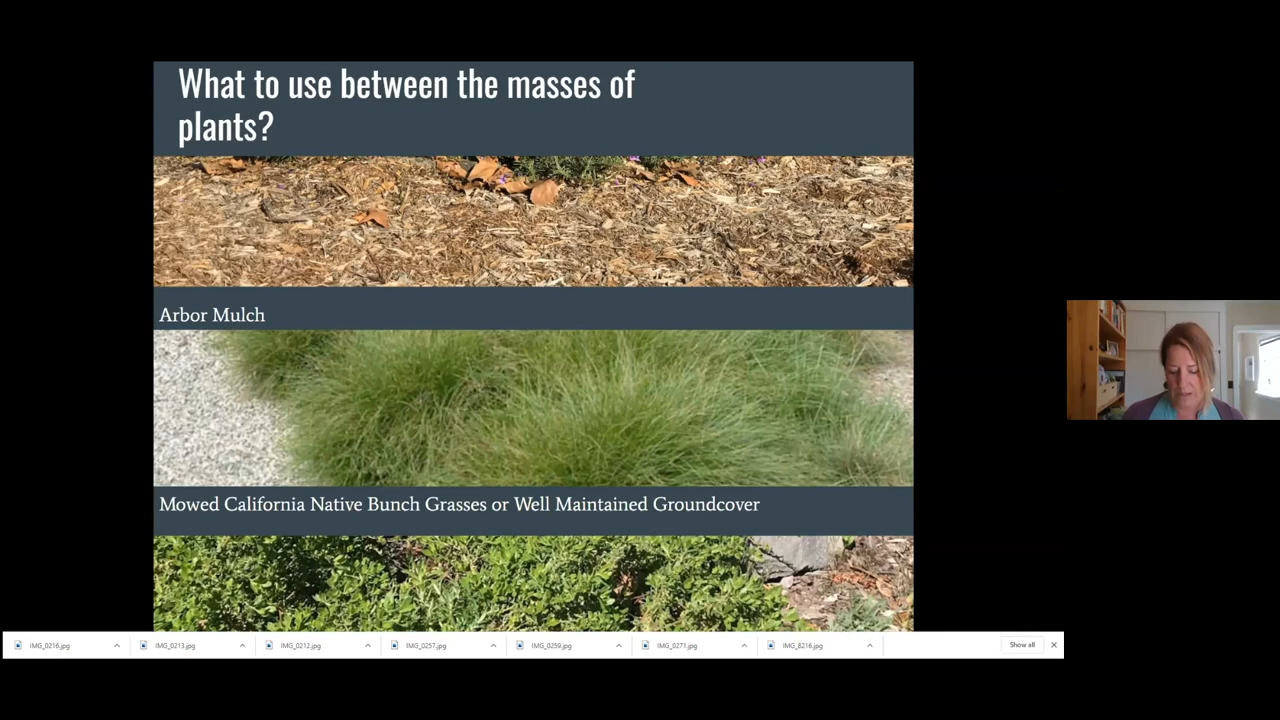 What to use between the masses of
plants?
Arbor Mulch
Mowed California Native Bunch Grasses or Well Maintained Groundcover
IMG_0216.jpg
IMG_0213.jpg
IMG_0212.jpg
IMG_0257.jpg
IMG_0259.jpg
IMG_0271.jpg
IMG_8216.jpg
Show all